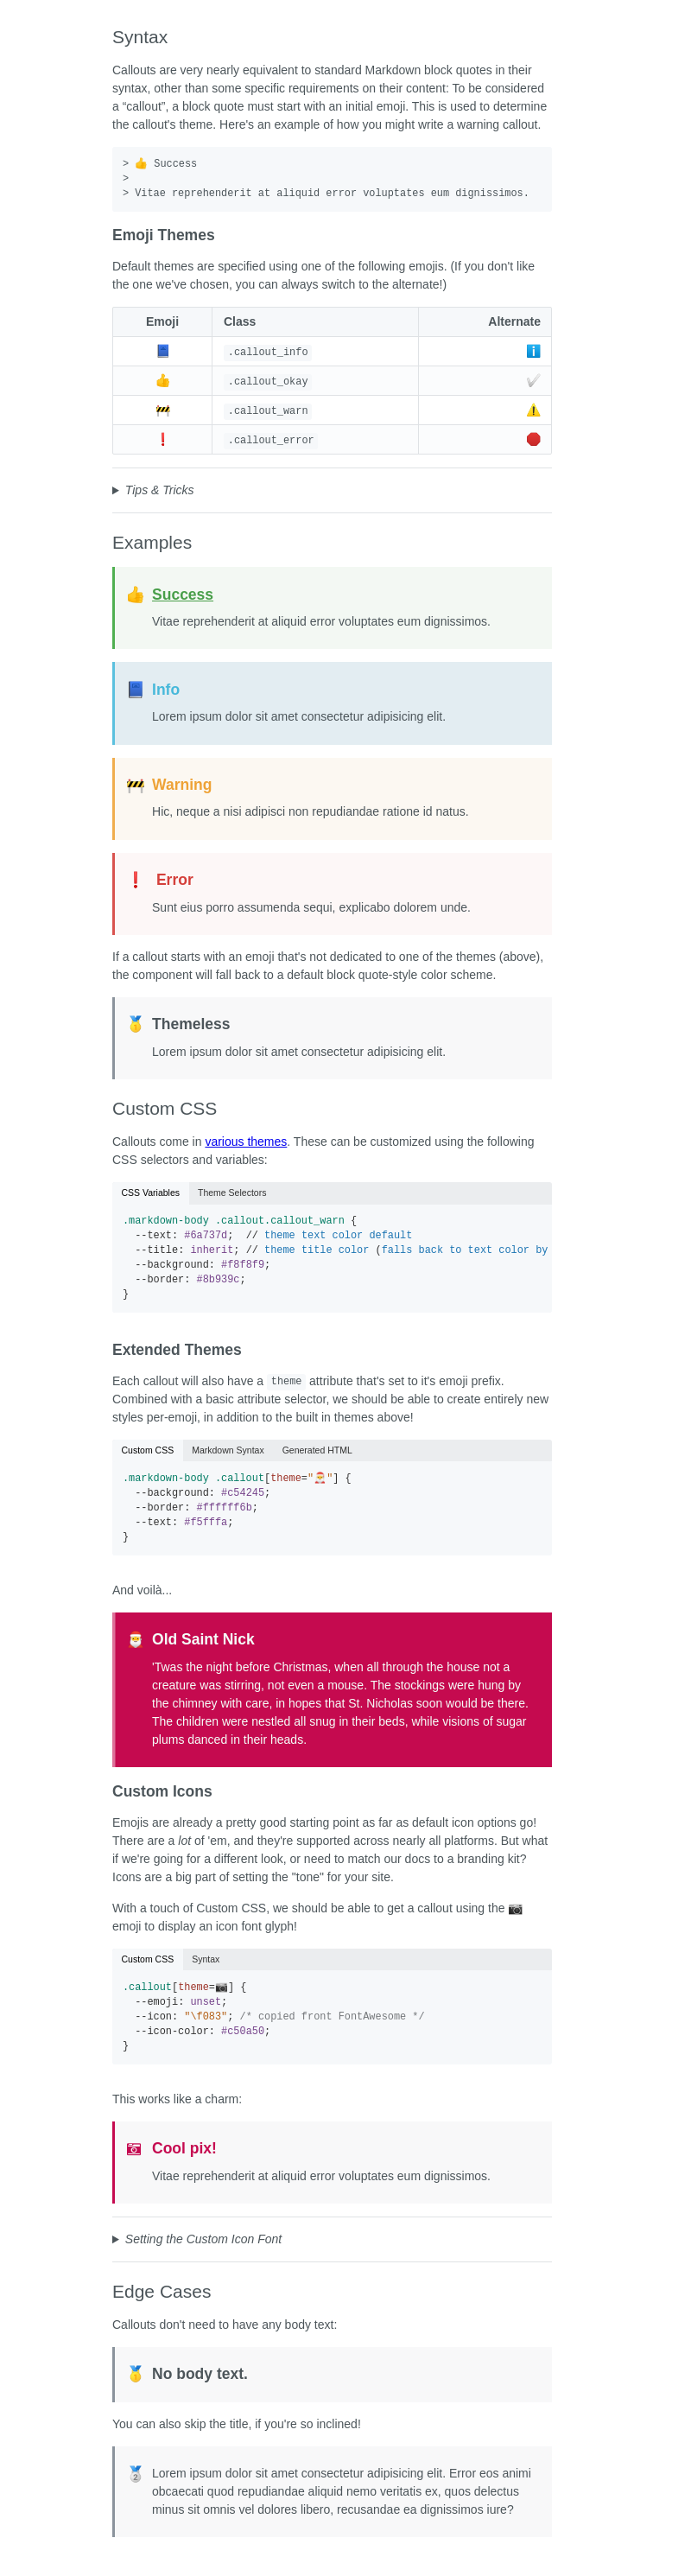 Syntax
Callouts are very nearly equivalent to standard Markdown block quotes in their
syntax, other than some specific requirements on their content: To be considered
a “callout”, a block quote must start with an initial emoji. This is used to determine
the callout's theme. Here's an example of how you might write a warning callout.
> 👍 Success
>
> Vitae reprehenderit at aliquid error voluptates eum dignissimos.
Emoji Themes
Default themes are specified using one of the following emojis. (If you don't like
the one we've chosen, you can always switch to the alternate!)
Emoji Class Alternate
📘 .callout_info ℹ️
👍 .callout_okay ✔️
🚧 .callout_warn ⚠️
❗ .callout_error 🛑
▶ Tips & Tricks
Examples
👍 Success
Vitae reprehenderit at aliquid error voluptates eum dignissimos.
📘 Info
Lorem ipsum dolor sit amet consectetur adipisicing elit.
🚧 Warning
Hic, neque a nisi adipisci non repudiandae ratione id natus.
❗ Error
Sunt eius porro assumenda sequi, explicabo dolorem unde.
If a callout starts with an emoji that's not dedicated to one of the themes (above),
the component will fall back to a default block quote-style color scheme.
🥇 Themeless
Lorem ipsum dolor sit amet consectetur adipisicing elit.
Custom CSS
Callouts come in various themes. These can be customized using the following
CSS selectors and variables:
CSS Variables Theme Selectors
.markdown-body .callout.callout_warn {
--text: #6a737d; // theme text color default
--title: inherit; // theme title color (falls back to text color by
--background: #f8f8f9;
--border: #8b939c;
}
Extended Themes
Each callout will also have a theme attribute that's set to it's emoji prefix.
Combined with a basic attribute selector, we should be able to create entirely new
styles per-emoji, in addition to the built in themes above!
Custom CSS Markdown Syntax Generated HTML
.markdown-body .callout[theme="🎅"] {
--background: #c54245;
--border: #ffffff6b;
--text: #f5fffa;
}
And voilà...
🎅 Old Saint Nick
'Twas the night before Christmas, when all through the house not a
creature was stirring, not even a mouse. The stockings were hung by
the chimney with care, in hopes that St. Nicholas soon would be there.
The children were nestled all snug in their beds, while visions of sugar
plums danced in their heads.
Custom Icons
Emojis are already a pretty good starting point as far as default icon options go!
There are a lot of 'em, and they're supported across nearly all platforms. But what
if we're going for a different look, or need to match our docs to a branding kit?
Icons are a big part of setting the "tone" for your site.
With a touch of Custom CSS, we should be able to get a callout using the 📷
emoji to display an icon font glyph!
Custom CSS Syntax
.callout[theme=📷] {
--emoji: unset;
--icon: "\f083"; /* copied front FontAwesome */
--icon-color: #c50a50;
}
This works like a charm:
Cool pix!
Vitae reprehenderit at aliquid error voluptates eum dignissimos.
▶ Setting the Custom Icon Font
Edge Cases
Callouts don't need to have any body text:
🥇 No body text.
You can also skip the title, if you're so inclined!
🥈 Lorem ipsum dolor sit amet consectetur adipisicing elit. Error eos animi
obcaecati quod repudiandae aliquid nemo veritatis ex, quos delectus
minus sit omnis vel dolores libero, recusandae ea dignissimos iure?